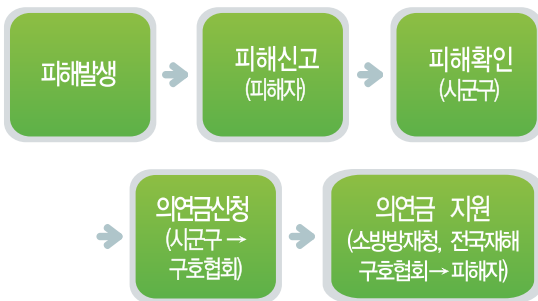 피해발생
피해신고
(피해자)
피해확인
(시군구)
의연금신청
(시군구 →
구호협회)
의연금 지원
(소방방재청, 전국재해
구호협회→피해자)